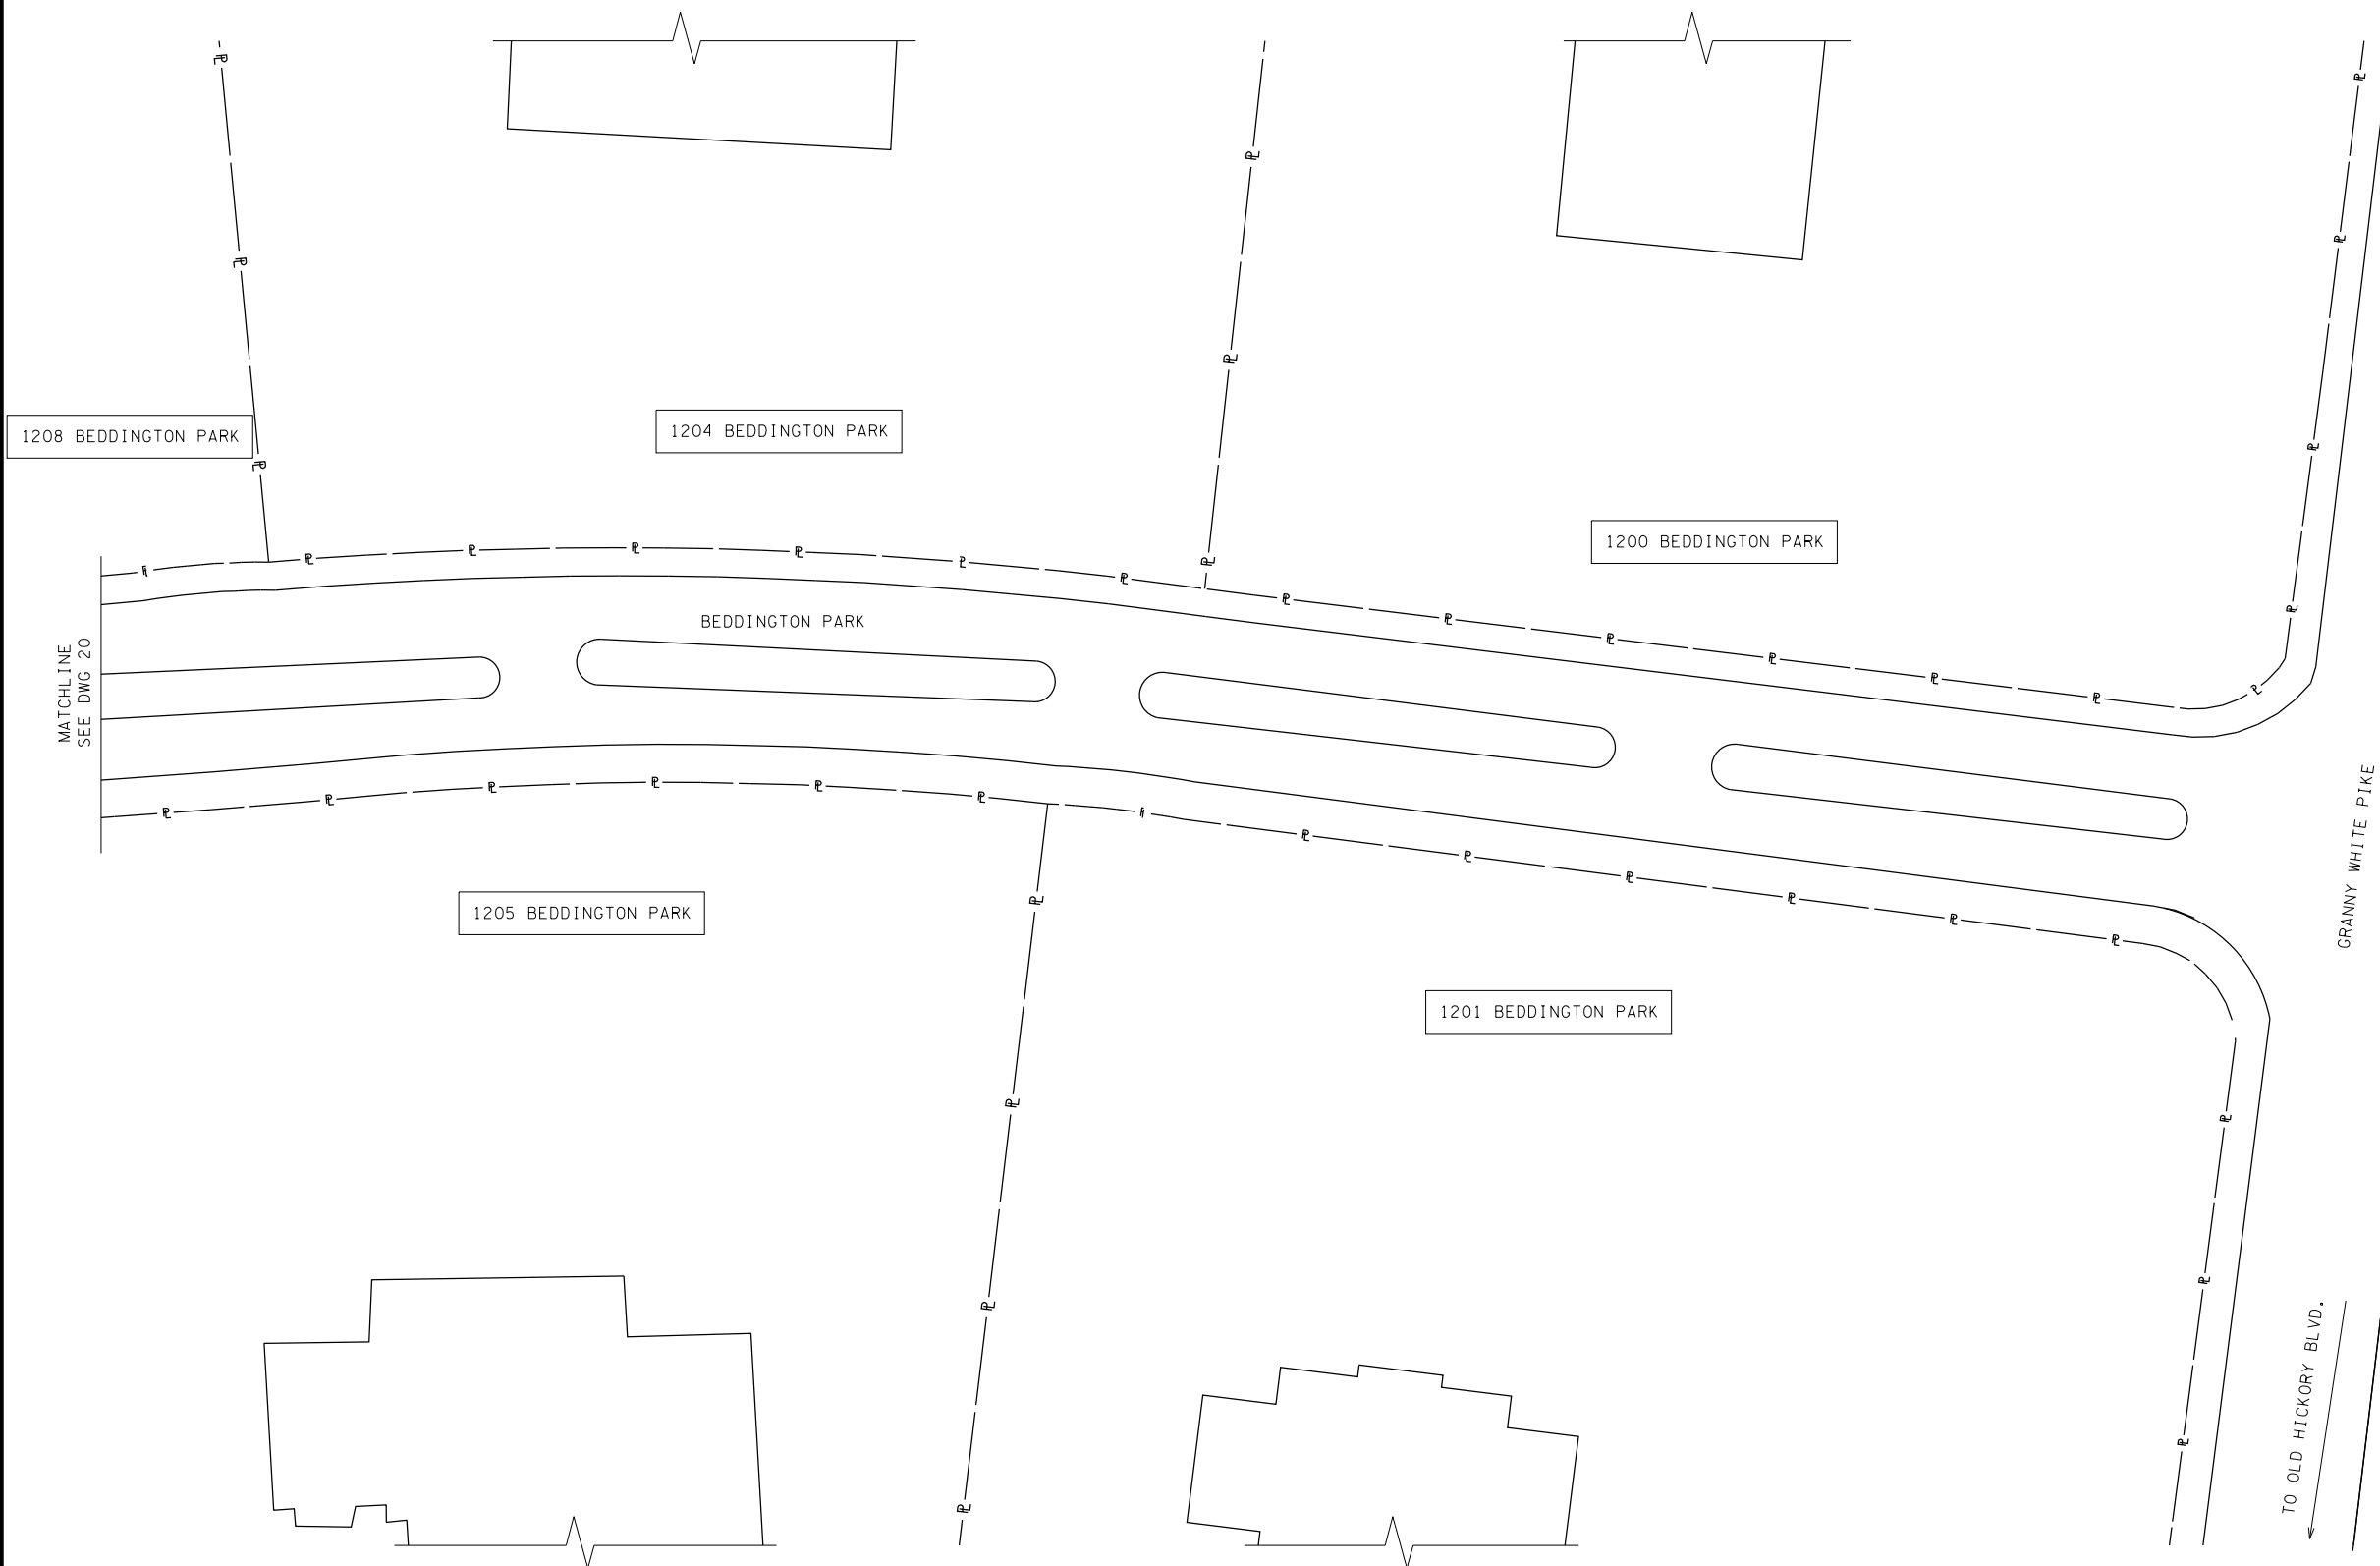 1208 BEDDINGTON PARK
1204 BEDDINGTON PARK
1200 BEDDINGTON PARK
BEDDINGTON PARK
MATCHLINE
SEE DWG 20
GRANNY WHITE PIKE
1205 BEDDINGTON PARK
1201 BEDDINGTON PARK
TO OLD HICKORY BLVD.